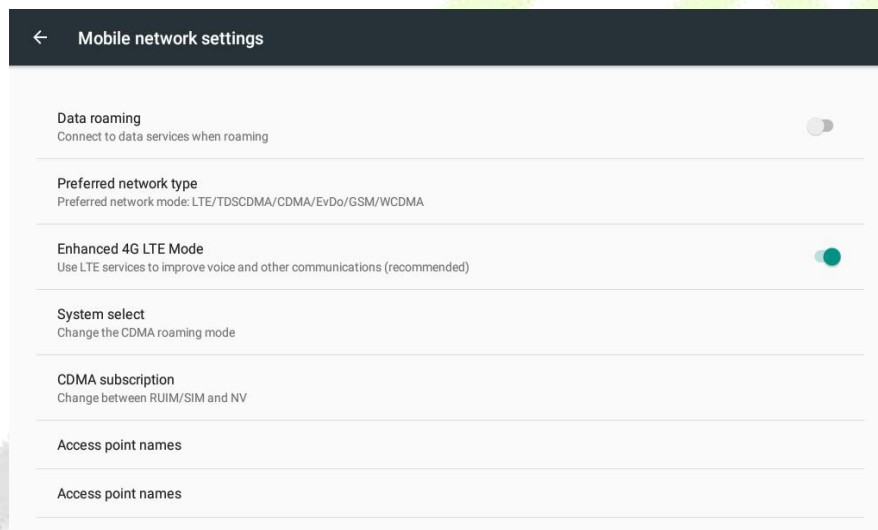 Mobile network settings
Data roaming
Connect to data services when roaming
Preferred network type
Preferred network mode: LTE/TDSCDMA/CDMA/EvDo/GSM/WCDMA
Enhanced 4G LTE Mode
Use LTE services to improve voice and other communications (recommended)
System select
Change the CDMA roaming mode
CDMA subscription
Change between RUIM/SIM and NV
Access point names
Access point names